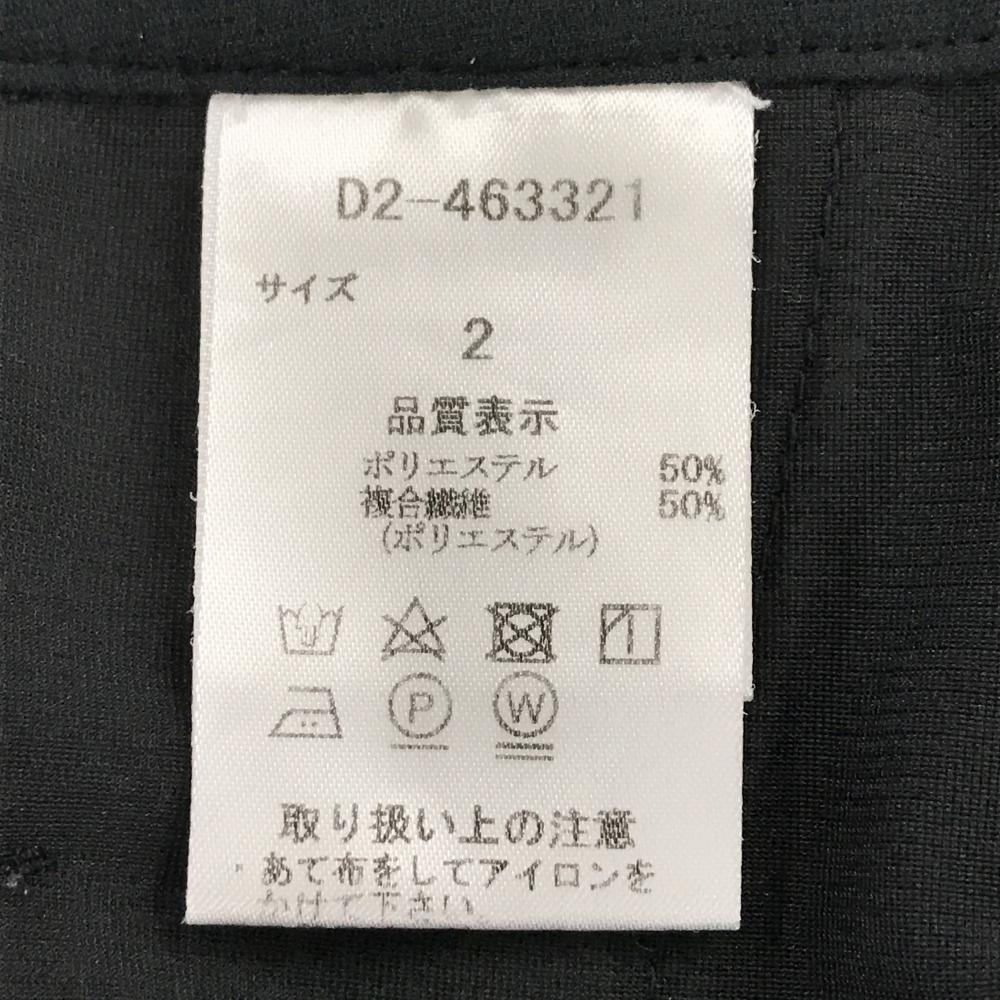 D2-463321
サイズ
2
品質表示
ポリエステル 50%
複合繊維 50%
(ポリエステル)
P W
取り扱い上の注意
・あて布をしてアイロンを
かけて下さい